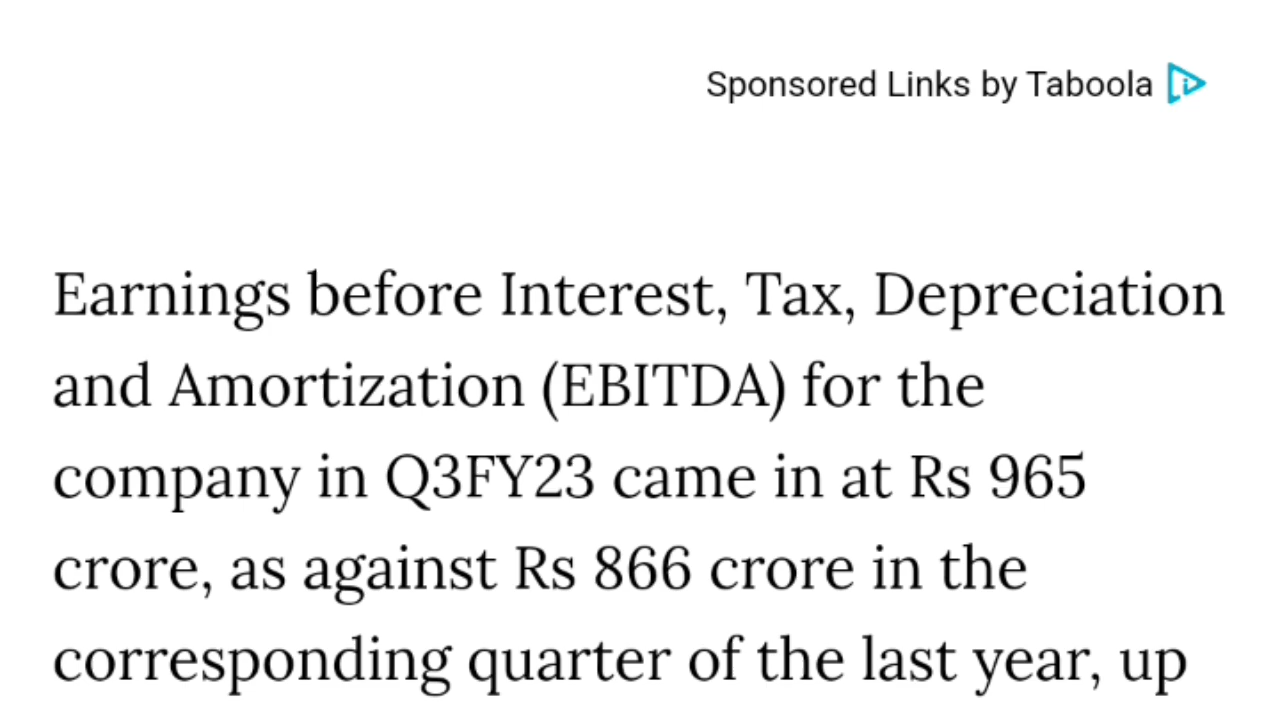 Sponsored Links by Taboola
Earnings before Interest, Tax, Depreciation
and Amortization (EBITDA) for the
company in Q3FY23 came in at Rs 965
crore, as against Rs 866 crore in the
corresponding quarter of the last year, up